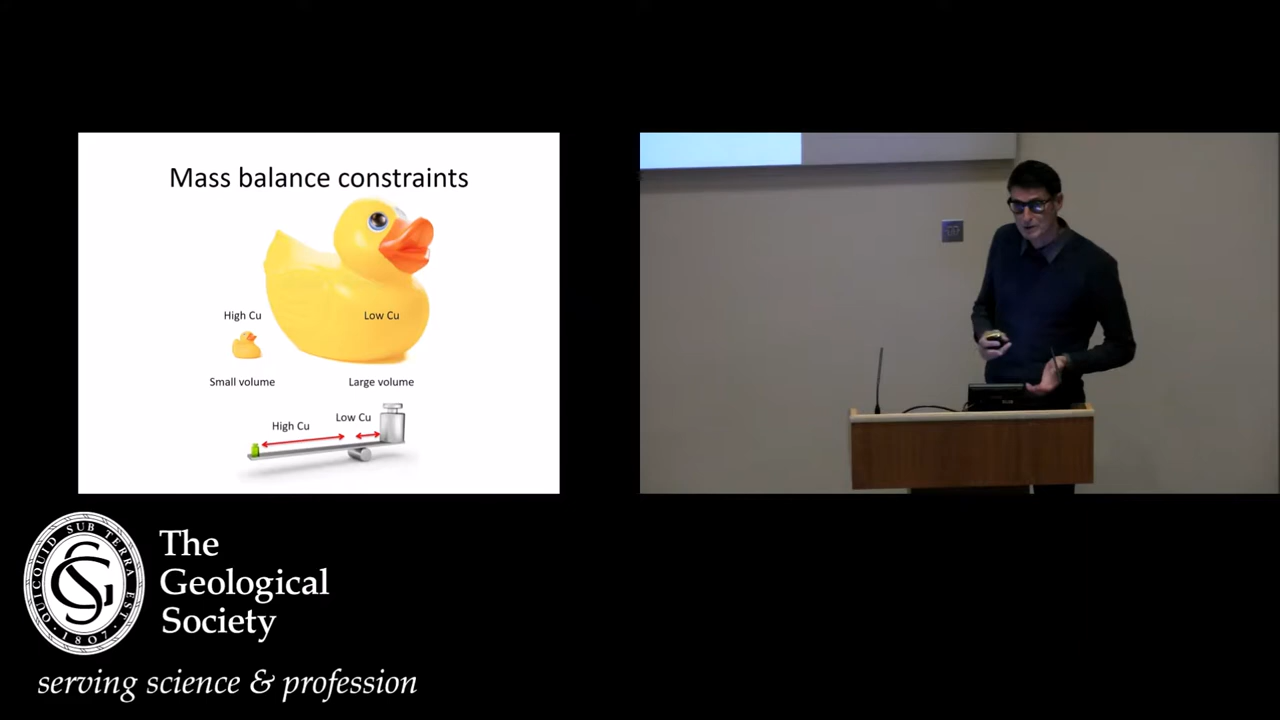 Mass balance constraints
High Cu
Low Cu
Small volume
Large volume
Low Cu
High Cu
QUICQUID SUB TERRA EST
1807
The
Geological
Society
serving science & profession